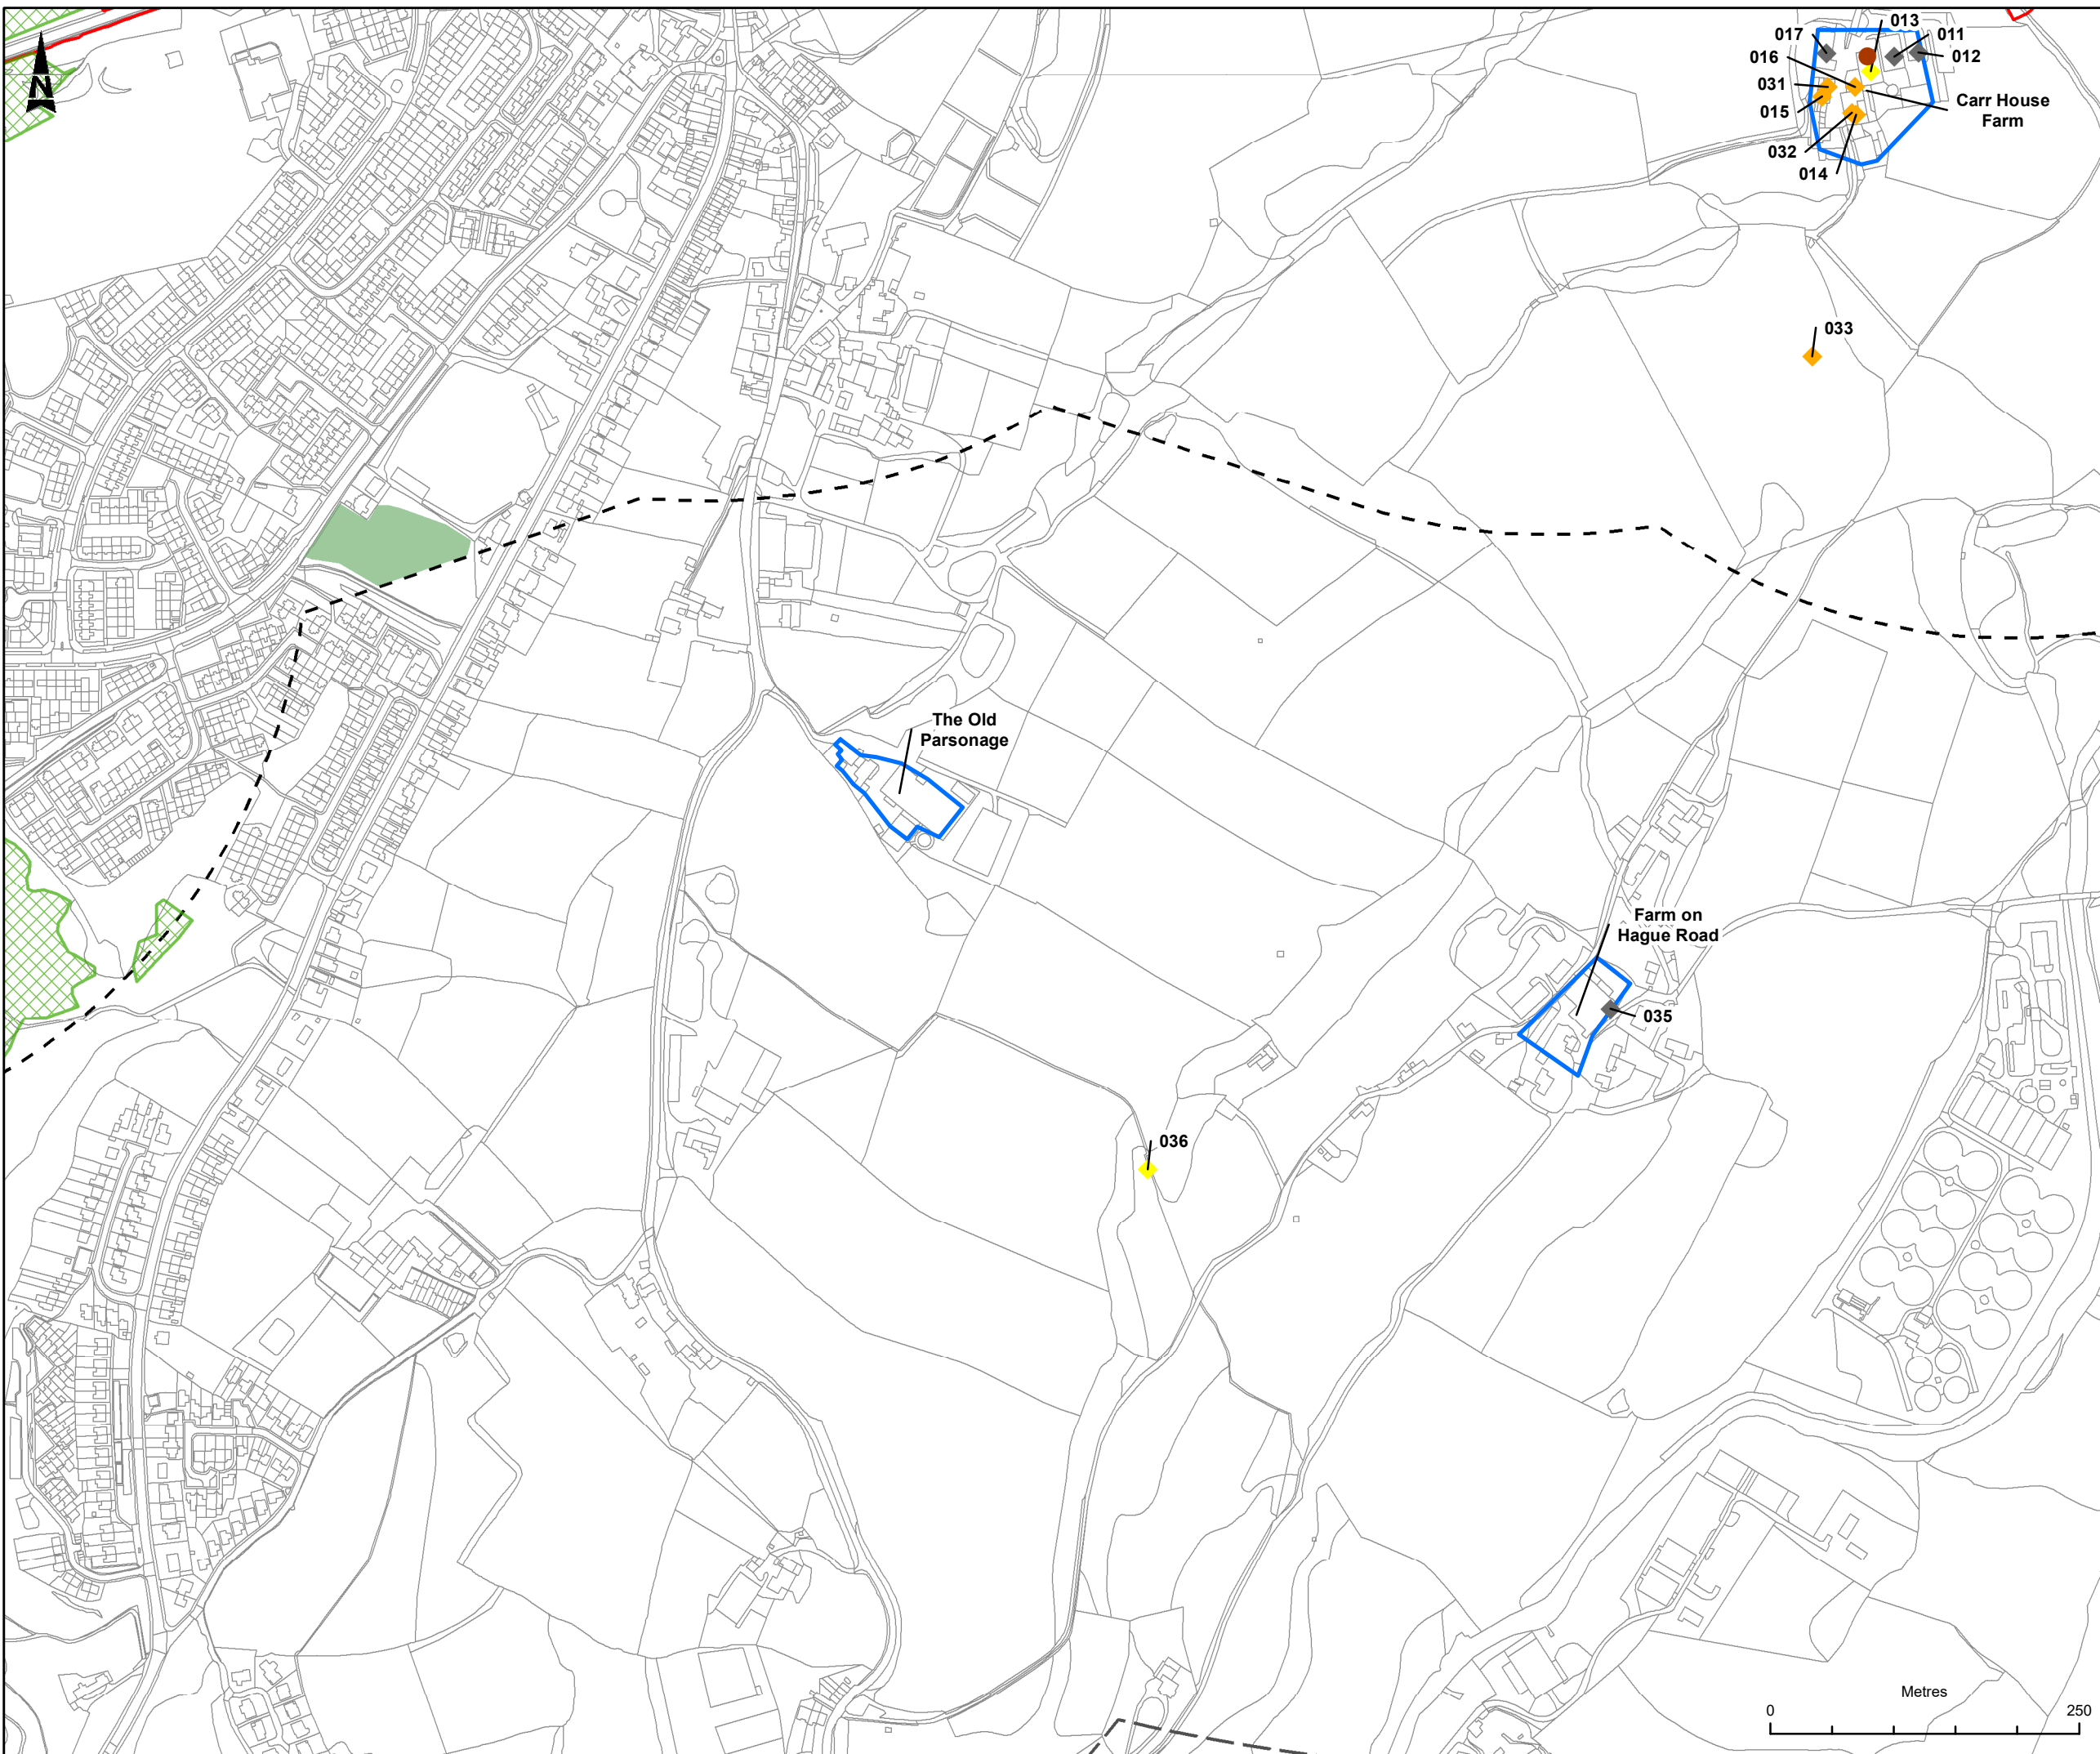 N
013
017
011
016
012
031
Carr House
Farm
015
032
014
033
The Old
Parsonage
Farm on
Hague Road
035
036
Metres
0
250